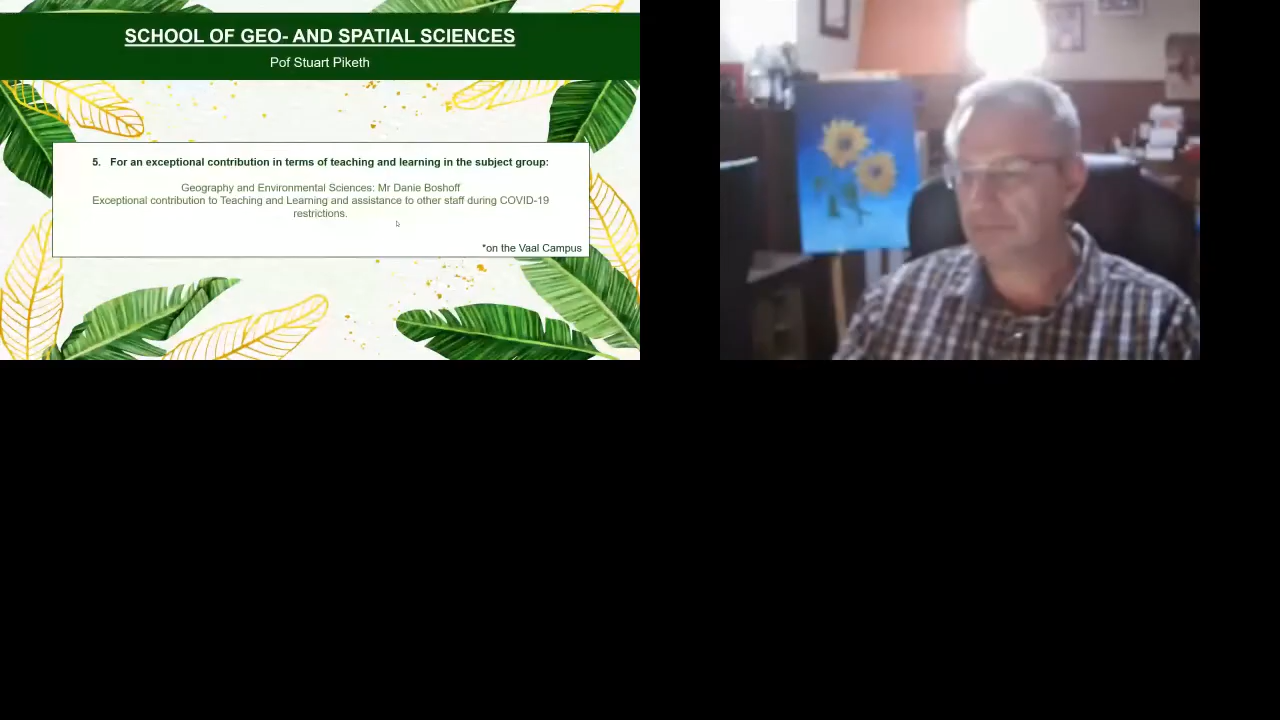 SCHOOL OF GEO- AND SPATIAL SCIENCES
Pof Stuart Piketh
5. For an exceptional contribution in terms of teaching and learning in the subject group:
Geography and Environmental Sciences: Mr Danie Boshoff
Exceptional contribution to Teaching and Learning and assistance to other staff during COVID-19
restrictions.
*on the Vaal Campus